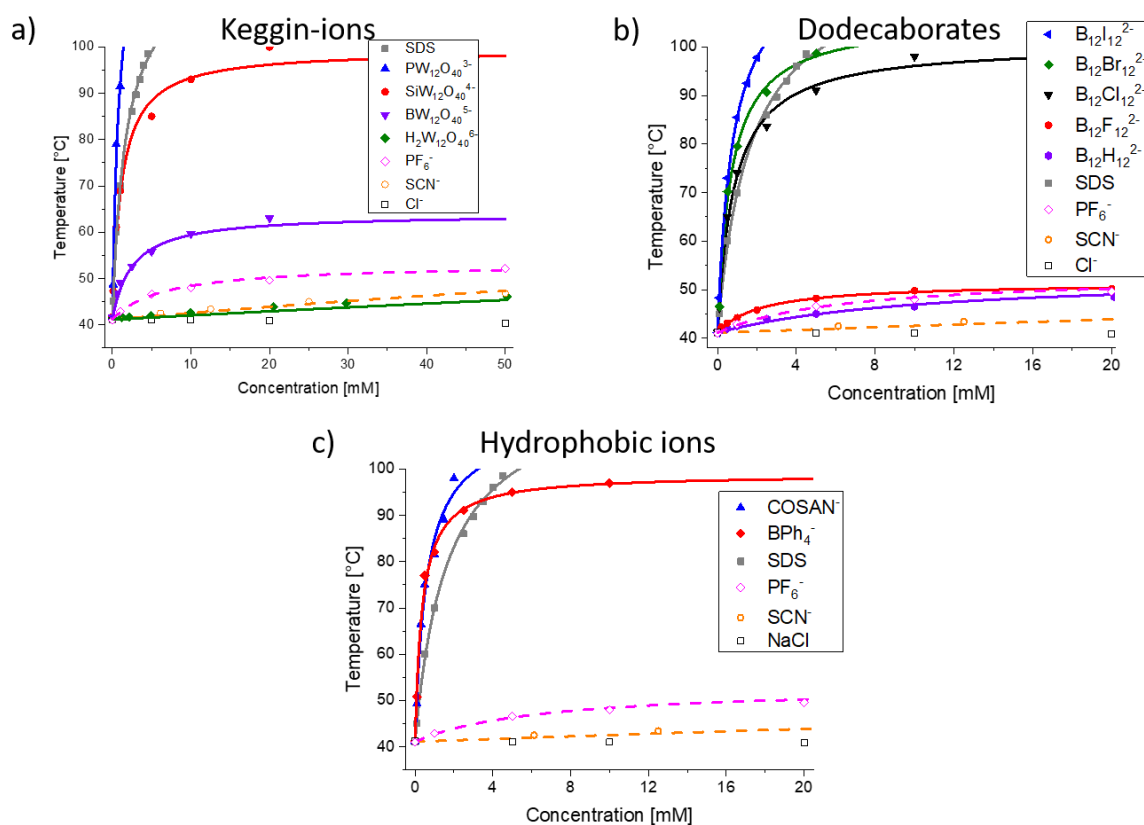 a) Keggin-ions
Temperature [°C]
100
90
80
70
60
50
40
0 10 20 30 40 50
Concentration [mM]
SDS
PW₁₂O₄₀³⁻
SiW₁₂O₄₀⁴⁻
BW₁₂O₄₀⁵⁻
H₂W₁₂O₄₀⁶⁻
PF₆⁻
SCN⁻
Cl⁻
b) Dodecaborates
Temperature [°C]
100
90
80
70
60
50
40
0 4 8 12 16 20
Concentration [mM]
B₁₂I₁₂²⁻
B₁₂Br₁₂²⁻
B₁₂Cl₁₂²⁻
B₁₂F₁₂²⁻
B₁₂H₁₂²⁻
SDS
PF₆⁻
SCN⁻
Cl⁻
c) Hydrophobic ions
Temperature [°C]
100
90
80
70
60
50
40
0 4 8 12 16 20
Concentration [mM]
COSAN⁻
BPh₄⁻
SDS
PF₆⁻
SCN⁻
NaCl